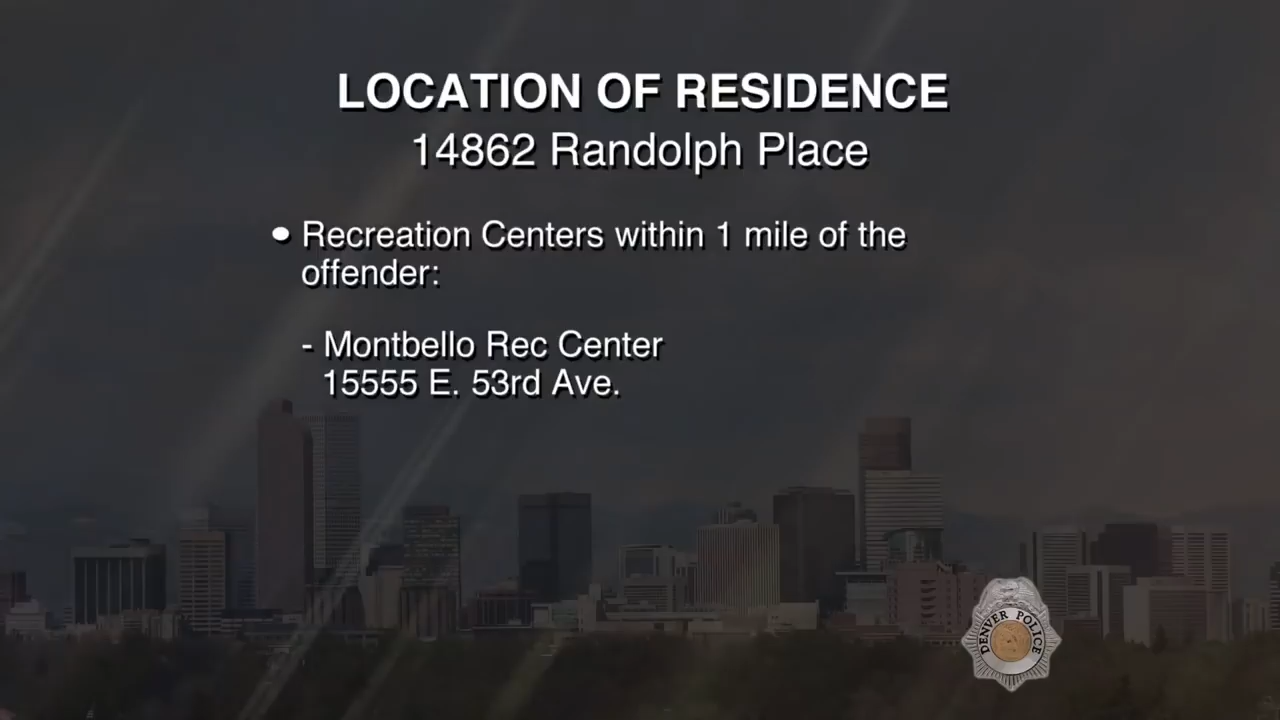 LOCATION OF RESIDENCE
14862 Randolph Place
• Recreation Centers within 1 mile of the
offender:
- Montbello Rec Center
15555 E. 53rd Ave.
DENVER POLICE